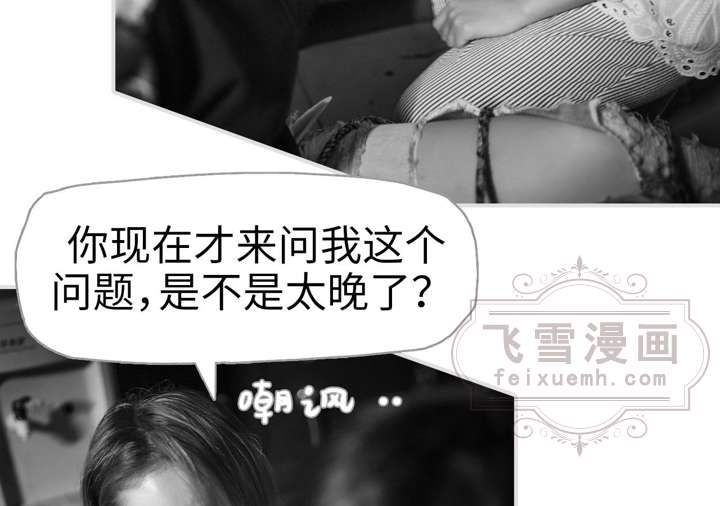 你现在才来问我这个
问题，是不是太晚了？
嘲讽 ··
飞雪漫画
feixuemh.com